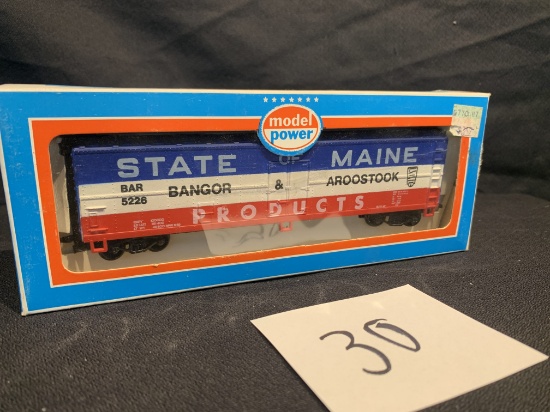 model
power
STATE OF MAINE
BAR
5226
BANGOR & AROOSTOOK
PRODUCTS
30